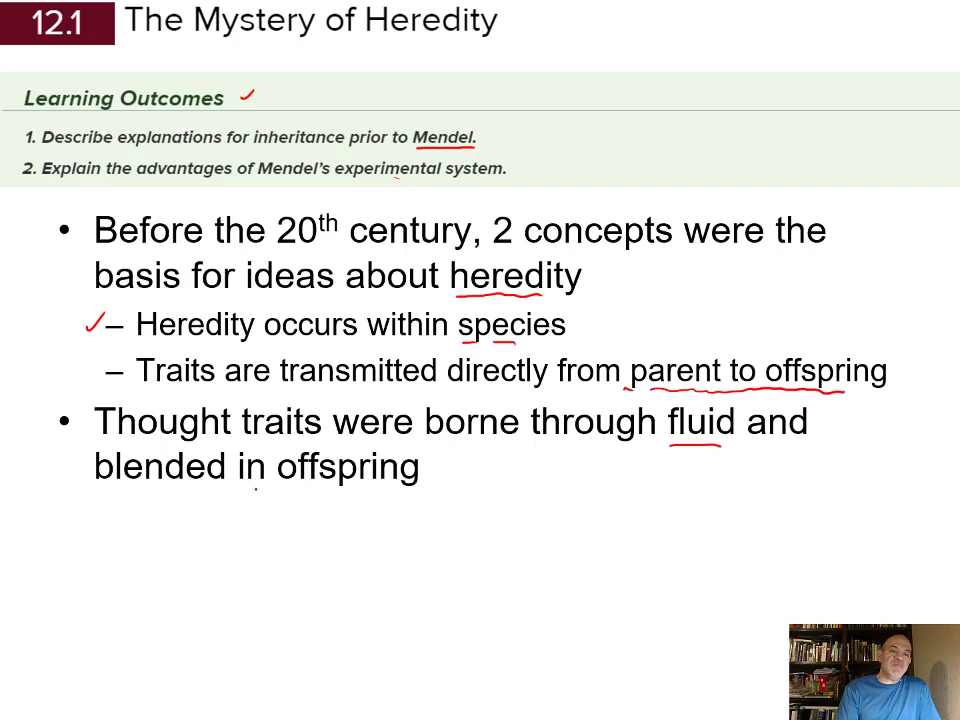 12.1 The Mystery of Heredity
Learning Outcomes
1. Describe explanations for inheritance prior to Mendel.
2. Explain the advantages of Mendel's experimental system.
• Before the 20th century, 2 concepts were the
basis for ideas about heredity
– Heredity occurs within species
– Traits are transmitted directly from parent to offspring
• Thought traits were borne through fluid and
blended in offspring